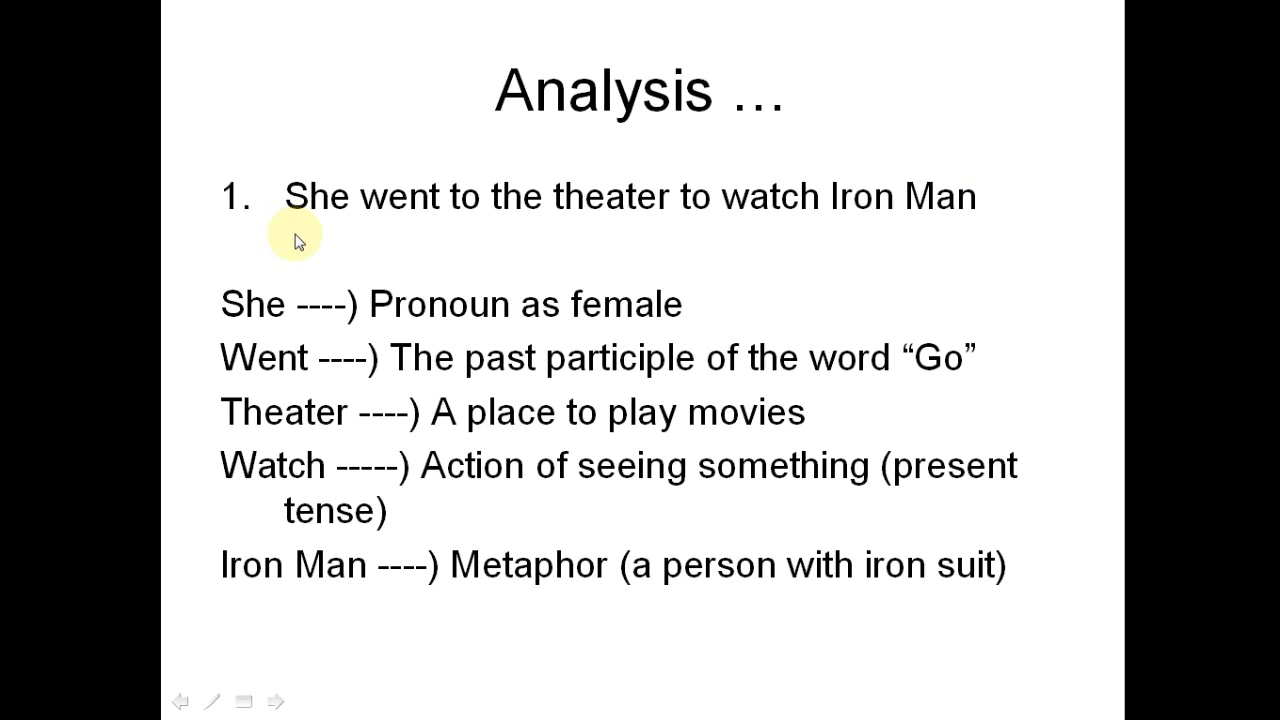 Analysis …
1. She went to the theater to watch Iron Man
She ----) Pronoun as female
Went ----) The past participle of the word “Go”
Theater ----) A place to play movies
Watch -----) Action of seeing something (present
tense)
Iron Man ----) Metaphor (a person with iron suit)